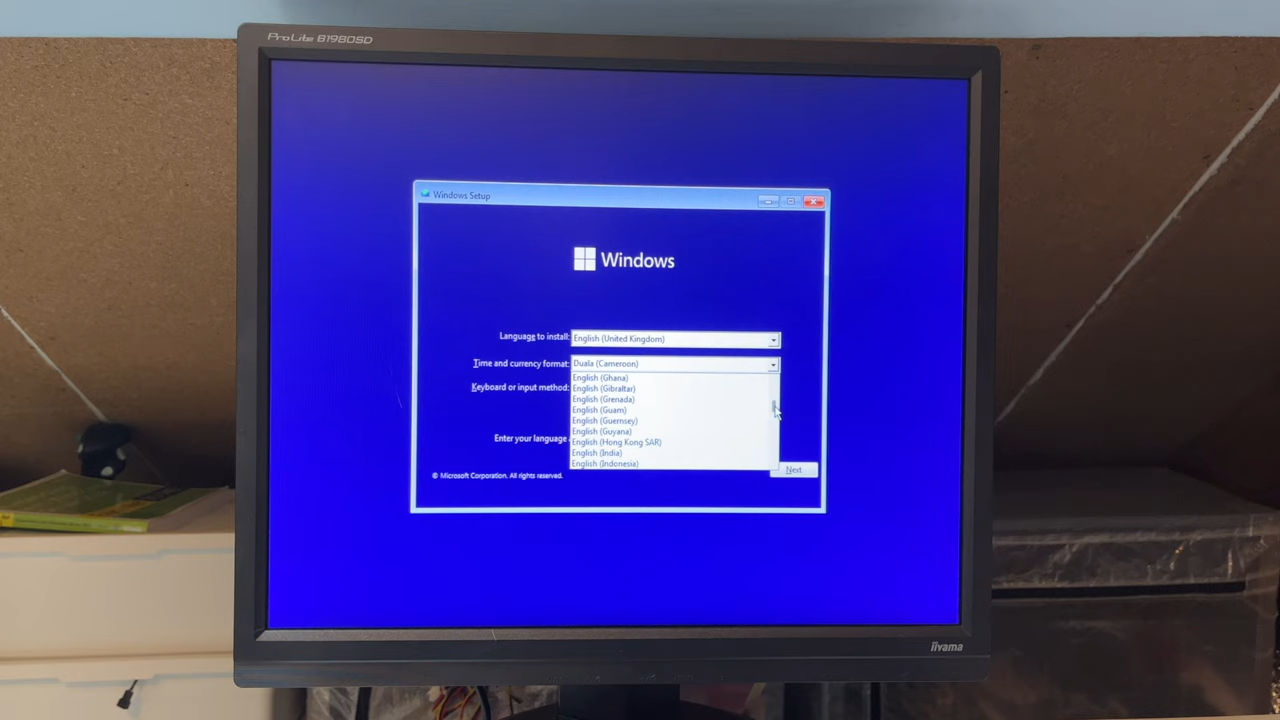 ProLite B1980SD
Windows Setup
Windows
Language to install: English (United Kingdom)
Time and currency format: Duala (Cameroon)
English (Ghana)
English (Gibraltar)
Keyboard or input method:
English (Grenada)
English (Guam)
English (Guernsey)
English (Guyana)
Enter your language
English (Hong Kong SAR)
English (India)
English (Indonesia)
Next
© Microsoft Corporation. All rights reserved.
iiyama